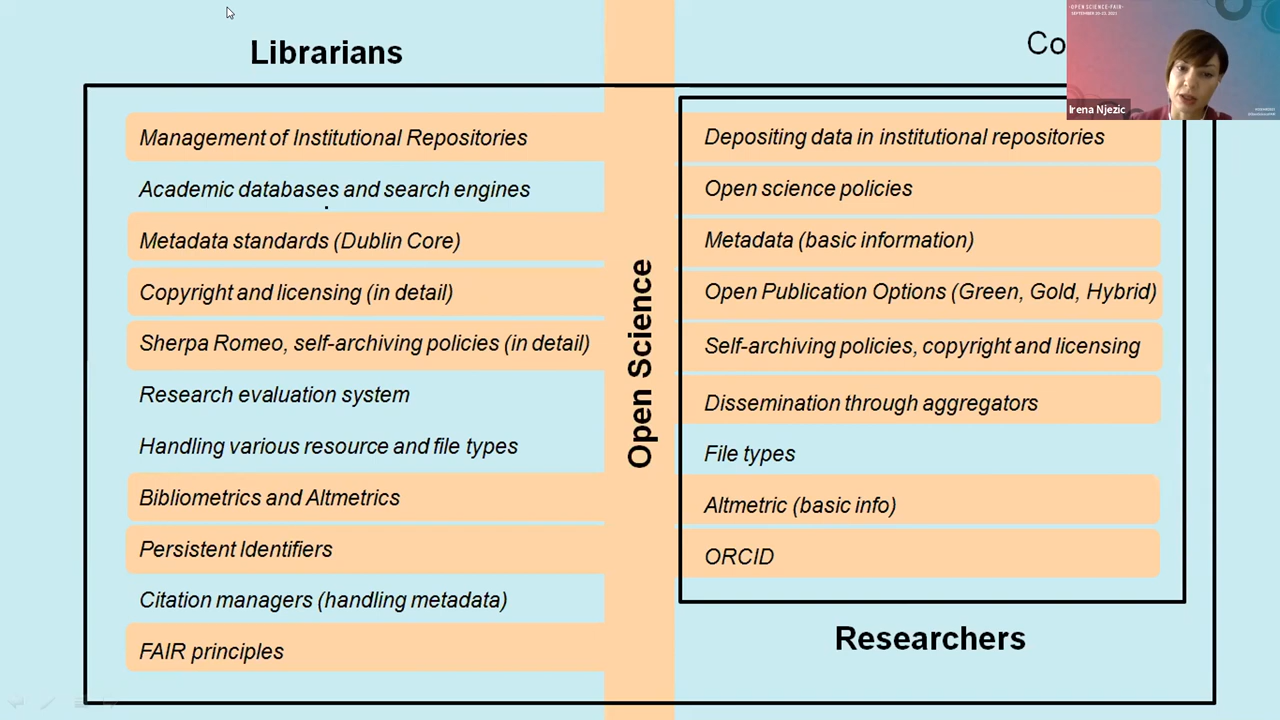 Librarians
Co
OPEN SCIENCE FAIR
Irena Njezic
Management of Institutional Repositories
Academic databases and search engines
Metadata standards (Dublin Core)
Copyright and licensing (in detail)
Sherpa Romeo, self-archiving policies (in detail)
Research evaluation system
Handling various resource and file types
Bibliometrics and Altmetrics
Persistent Identifiers
Citation managers (handling metadata)
FAIR principles
Open Science
Depositing data in institutional repositories
Open science policies
Metadata (basic information)
Open Publication Options (Green, Gold, Hybrid)
Self-archiving policies, copyright and licensing
Dissemination through aggregators
File types
Altmetric (basic info)
ORCID
Researchers